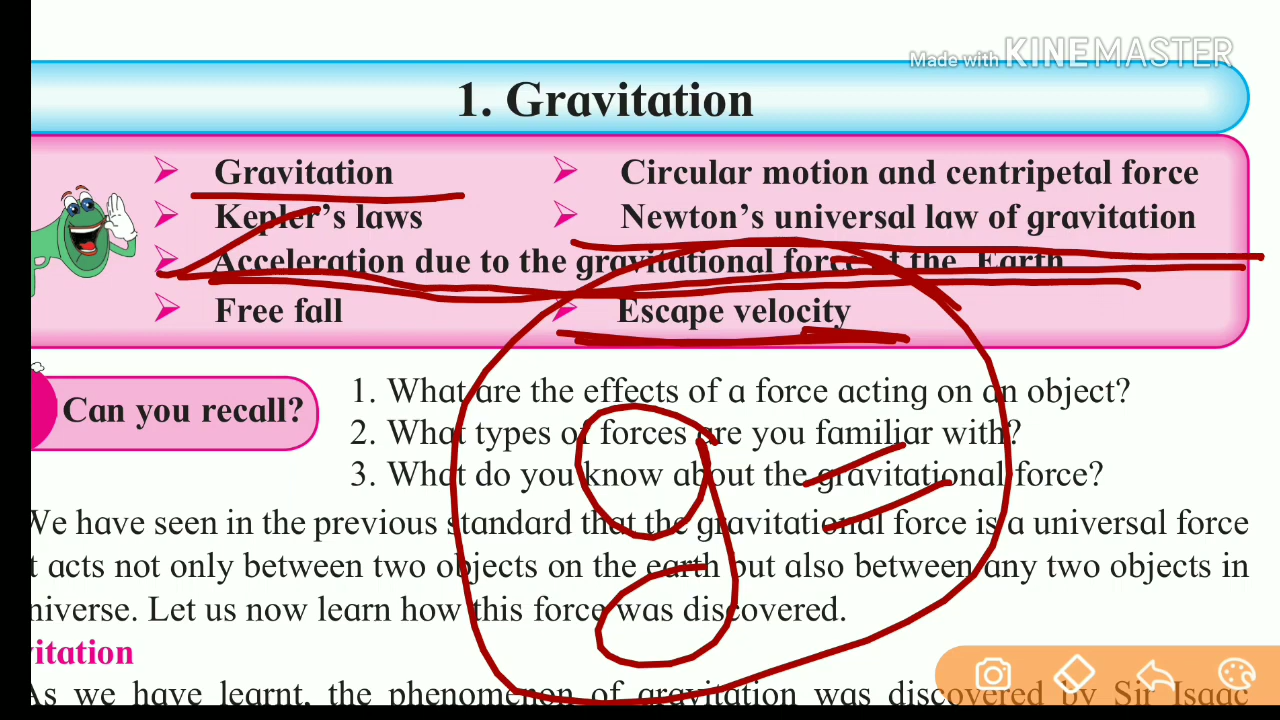 Made with KINEMASTER
1. Gravitation
Gravitation
Circular motion and centripetal force
Kepler's laws
Newton's universal law of gravitation
Acceleration due to the gravitational force of the Earth
Free fall
Escape velocity
Can you recall?
1. What are the effects of a force acting on an object?
2. What types of forces are you familiar with?
3. What do you know about the gravitational force?
We have seen in the previous standard that the gravitational force is a universal force
t acts not only between two objects on the earth but also between any two objects in
niverse. Let us now learn how this force was discovered.
vitation
As we have learnt, the phenomenon of gravitation was discovered by Sir Isaac
g =